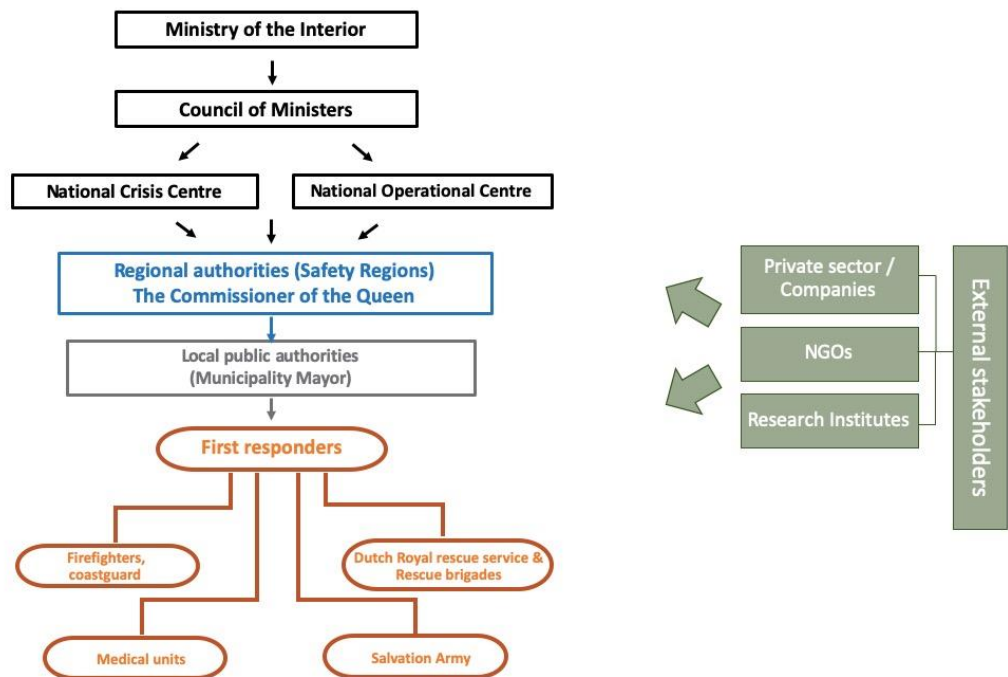 Ministry of the Interior
Council of Ministers
National Crisis Centre
National Operational Centre
Regional authorities (Safety Regions)
The Commissioner of the Queen
Local public authorities
(Municipality Mayor)
First responders
Firefighters,
coastguard
Dutch Royal rescue service &
Rescue brigades
Medical units
Salvation Army
Private sector /
Companies
NGOs
Research Institutes
External stakeholders